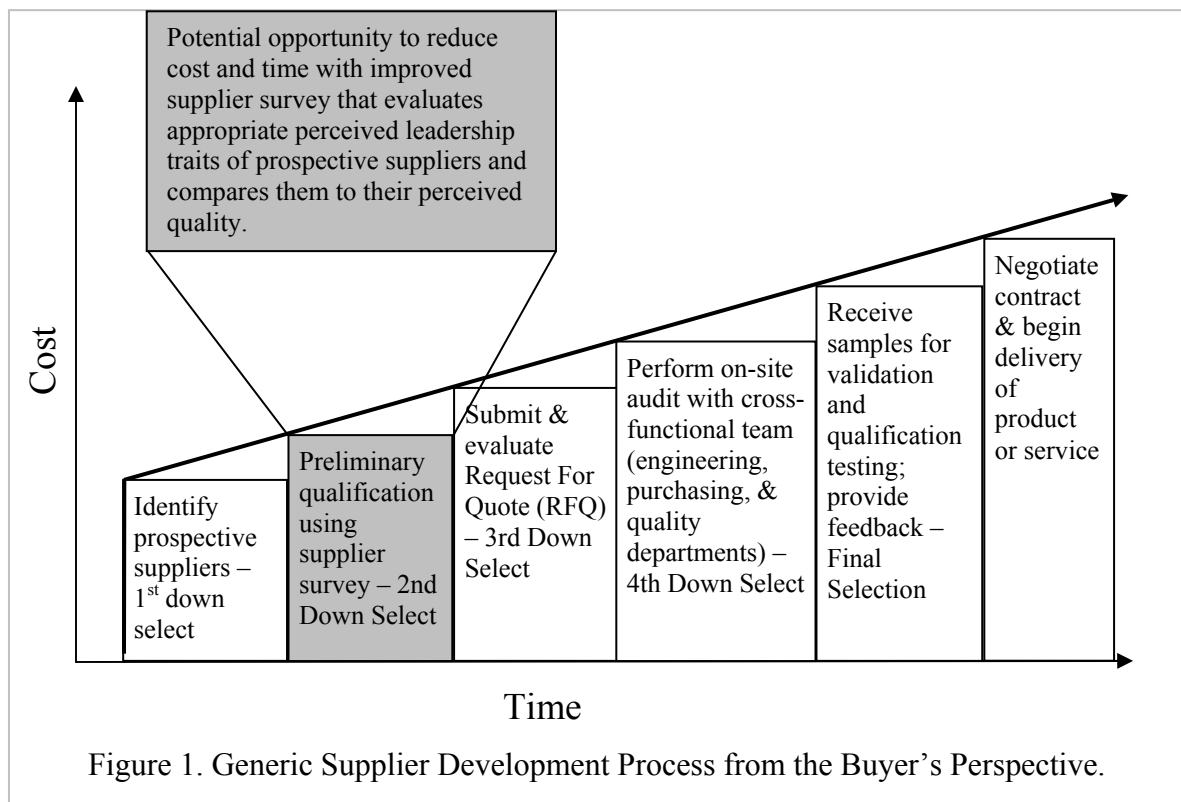 Potential opportunity to reduce
cost and time with improved
supplier survey that evaluates
appropriate perceived leadership
traits of prospective suppliers and
compares them to their perceived
quality.
Cost
Identify
prospective
suppliers –
1st down
select
Preliminary
qualification
using
supplier
survey – 2nd
Down Select
Submit &
evaluate
Request For
Quote (RFQ)
– 3rd Down
Select
Perform on-site
audit with cross-
functional team
(engineering,
purchasing, &
quality
departments) –
4th Down Select
Receive
samples for
validation
and
qualification
testing;
provide
feedback –
Final
Selection
Negotiate
contract
& begin
delivery
of
product
or service
Time
Figure 1. Generic Supplier Development Process from the Buyer’s Perspective.